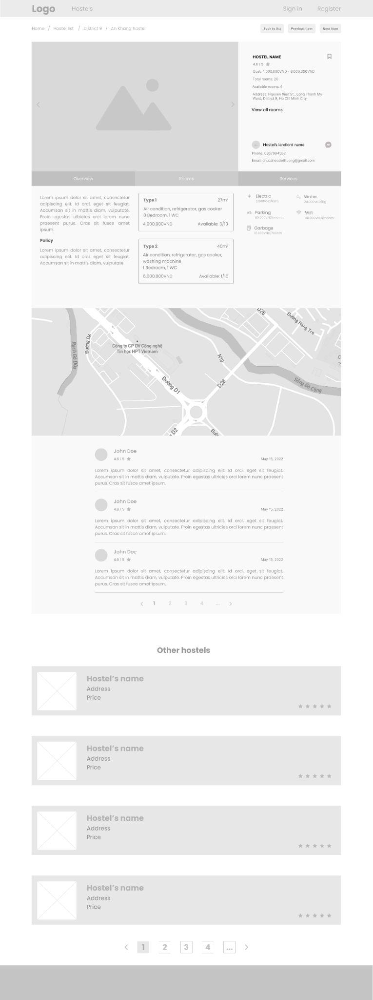 Logo
Hostels
Sign in
Register
Home / Hostel list / District 9 / An Khang hostel
Back to list
Previous item
Next item
HOSTEL NAME
4.6 / 5
Cost: 4.000.000VND - 6.000.000VND
Total rooms: 20
Available rooms: 4
Address: Nguyen Xien St., Long Thanh My
Ward, Distrct 9, Ho Chi Minh City
View all rooms
Hostel's landlord name
Phone: 0357984562
Email: chucaheodethuong@gmail.com
Overview
Rooms
Services
Lorem ipsum dolor sit amet, consectetur
adipiscing elit. Id orci, eget sit feugiat.
Accumsan sit in mattis diam, vulputate.
Proin egestas ultricies orci lorem nunc
praesent purus. Cras sit fusce amet
ipsum.
Policy
Lorem ipsum dolor sit amet, consectetur
adipiscing elit. Id orci, eget sit feugiat.
Accumsan sit in mattis diam, vulputate.
Type 1
27m²
Air condition, refrigerator, gas cooker
0 Bedroom, 1 WC
4.000.000VND
Available: 3/10
Type 2
40m²
Air condition, refrigerator, gas cooker,
washing machine
1 Bedroom, 1 WC
6.000.000VND
Available: 1/10
Electric
3.500VND/kWh
Water
20.000VND/Kg
Parking
80.000VND/month
Wifi
40.000VND/month
Garbage
10.000VND/month
D28
Đường Hàng Tre
Đường D6
Rạch Gò Dưa
Công ty CP DV Công nghệ
Tin học HPT Vietnam
N10
Đường D1
D28
Sông Gò Công
D2
John Doe
4.6 / 5
May 15, 2022
Lorem ipsum dolor sit amet, consectetur adipiscing elit. Id orci, eget sit feugiat.
Accumsan sit in mattis diam, vulputate. Proin egestas ultricies orci lorem nunc praesent
purus. Cras sit fusce amet ipsum.
John Doe
4.6 / 5
May 15, 2022
Lorem ipsum dolor sit amet, consectetur adipiscing elit. Id orci, eget sit feugiat.
Accumsan sit in mattis diam, vulputate. Proin egestas ultricies orci lorem nunc praesent
purus. Cras sit fusce amet ipsum.
John Doe
4.6 / 5
May 15, 2022
Lorem ipsum dolor sit amet, consectetur adipiscing elit. Id orci, eget sit feugiat.
Accumsan sit in mattis diam, vulputate. Proin egestas ultricies orci lorem nunc praesent
purus. Cras sit fusce amet ipsum.
1 2 3 4 ...
Other hostels
Hostel's name
Address
Price
Hostel's name
Address
Price
Hostel's name
Address
Price
Hostel's name
Address
Price
1 2 3 4 ...